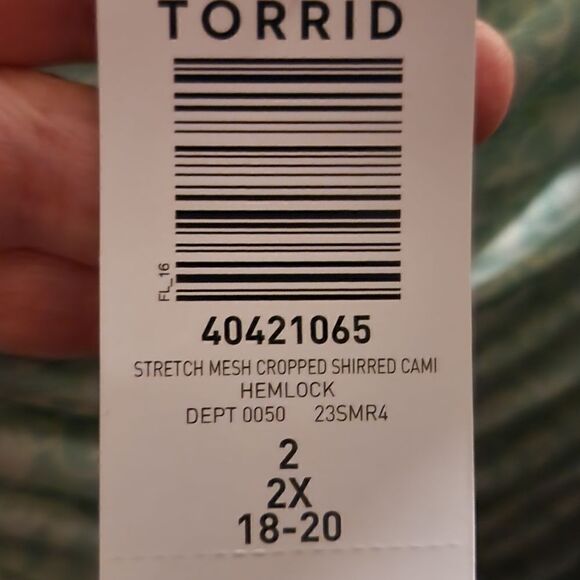 TORRID
FL_16
40421065
STRETCH MESH CROPPED SHIRRED CAMI
HEMLOCK
DEPT 0050 23SMR4
2
2X
18-20